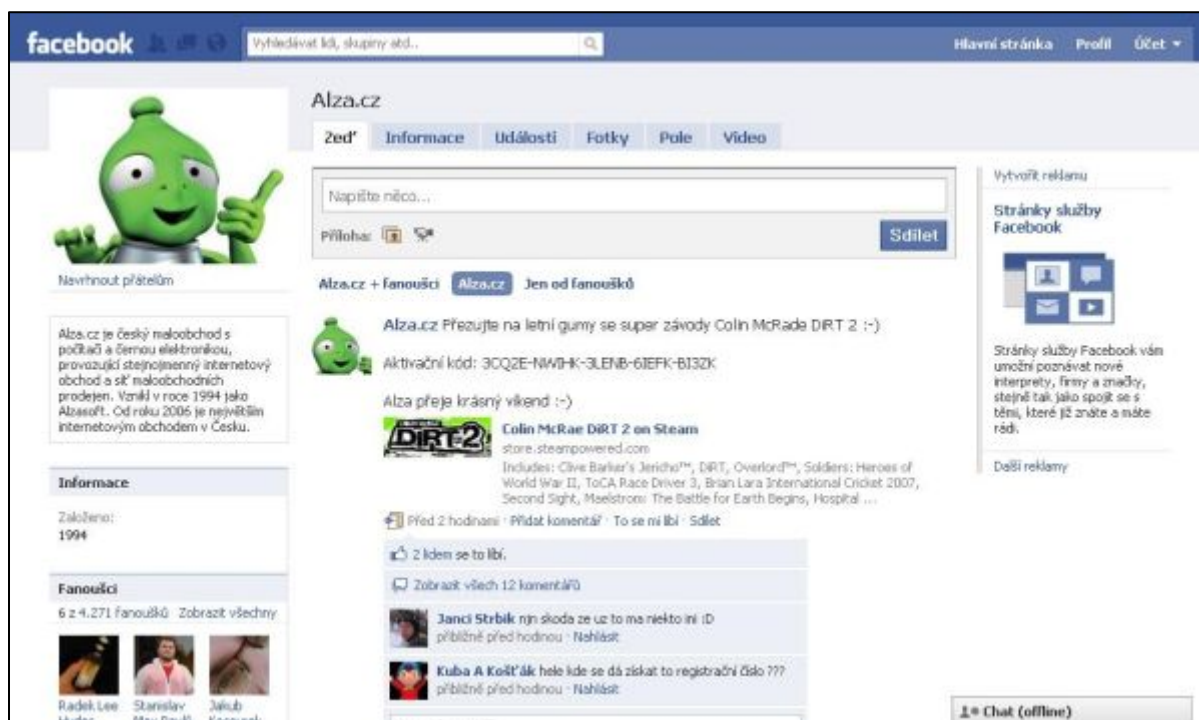 facebook
Vyhledávat lidi, skupiny atd..
Hlavní stránka Profil Účet
Alza.cz
Zeď Informace Události Fotky Pole Video
Napište něco...
Příloha:
Sdílet
Navrhnout přátelům
Alza.cz je český maloobchod s
počítači a černou elektronikou,
provozující stejnojmenný internetový
obchod a síť maloobchodních
prodejen. Vznikl v roce 1994 jako
Alzasoft. Od roku 2006 je největším
internetovým obchodem v Česku.
Informace
Založeno:
1994
Fanoušci
6 z 4.271 fanoušků Zobrazit všechny
Radek Lee
Stanislav
Jakub
Alza.cz + fanoušci Alza.cz Jen od fanoušků
Alza.cz Přezujte na letní gumy se super závody Colin McRade DiRT 2 :-)
Aktivační kód: 3CQ2E-NWIHK-3LENB-6IEFK-BI3ZK
Alza přeje krásný víkend :-)
DiRT 2
Colin McRae DiRT 2 on Steam
store.steampowered.com
Includes: Clive Barker's Jericho™, DiRT, Overlord™, Soldiers: Heroes of
World War II, ToCA Race Driver 3, Brian Lara International Cricket 2007,
Second Sight, Maelstrom: The Battle for Earth Begins, Hospital ...
Před 2 hodinami · Přidat komentář · To se mi líbí · Sdílet
2 lidem se to líbí.
Zobrazit všech 12 komentářů
Janci Strbik njn skoda ze uz to ma niekto iní :D
přibližně před hodinou · Nahlásit
Kuba A Košťák hele kde se dá získat to registrační číslo ???
přibližně před hodinou · Nahlásit
Vytvořit reklamu
Stránky služby
Facebook
Stránky služby Facebook vám
umožní poznávat nové
interprety, firmy a značky,
stejně tak jako spojit se s
těmi, které již znáte a máte
rádi.
Další reklamy
Chat (offline)